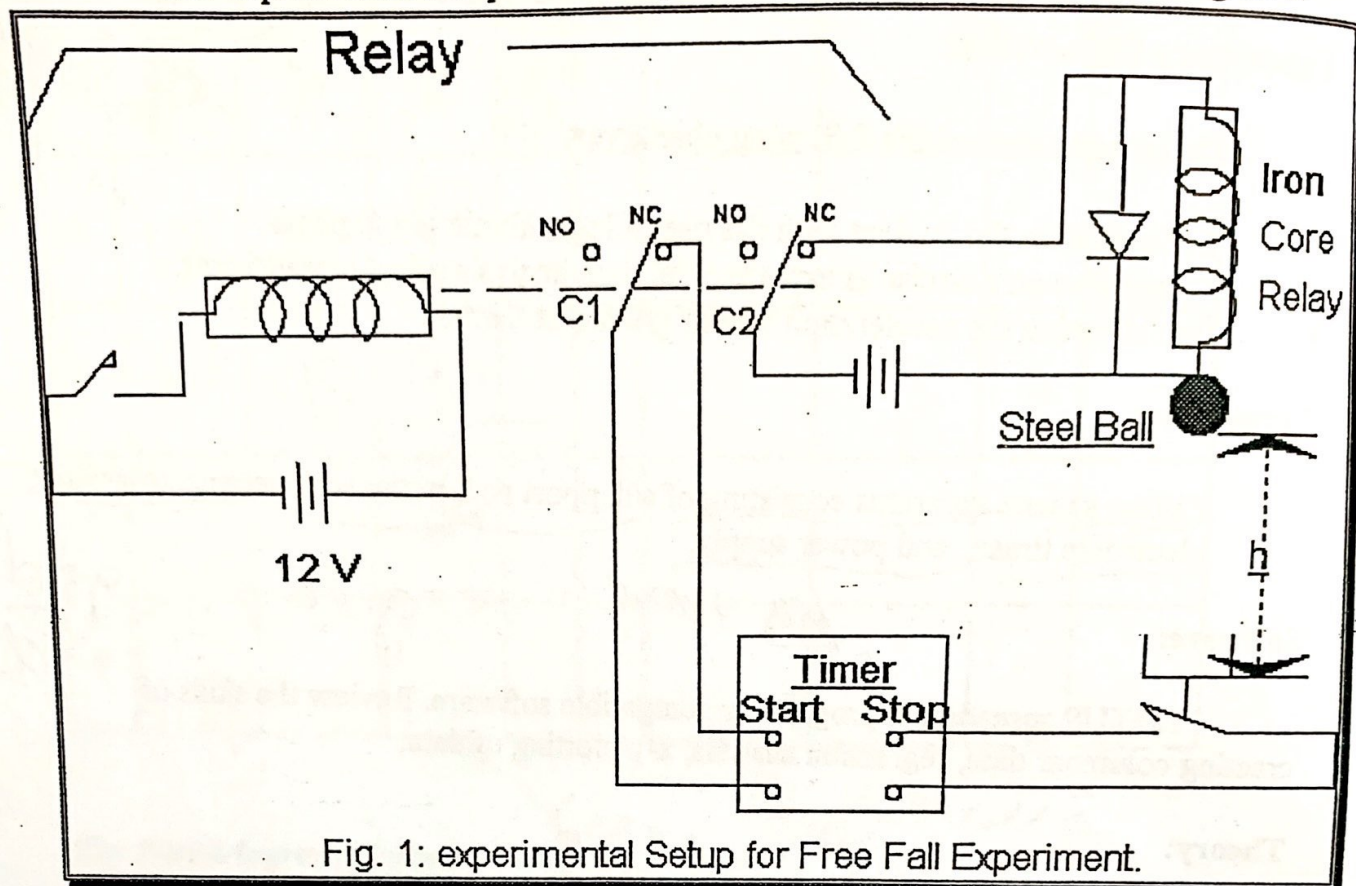 Relay
NO NC NO NC
C1 C2
Iron
Core
Relay
Steel Ball
12 V
h
Timer
Start Stop
Fig. 1: experimental Setup for Free Fall Experiment.
Theory: